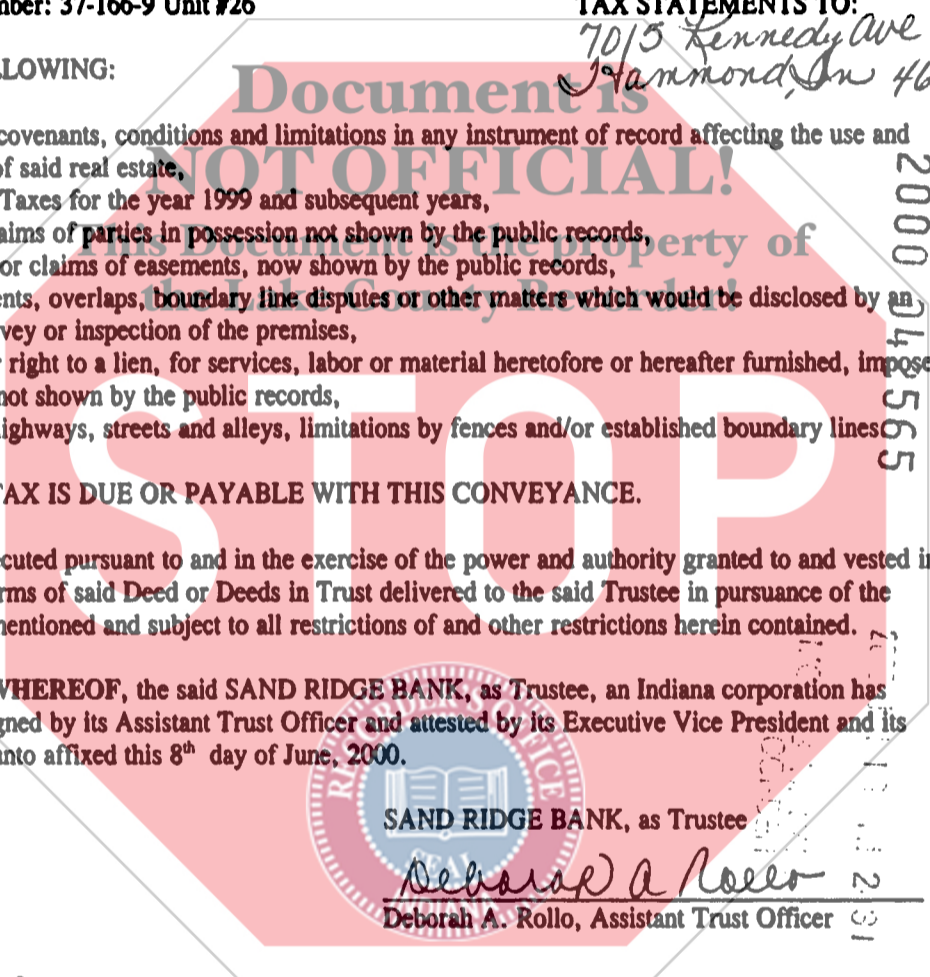 mber: 37-166-9 Unit #26
TAX STATEMENTS TO:
7015 Kennedy Ave
Hammond, In 46
LLOWING:
Document is
NOT OFFICIAL!
This Document is the property of
the Lake County Recorder!
covenants, conditions and limitations in any instrument of record affecting the use and
of said real estate,
Taxes for the year 1999 and subsequent years,
aims of parties in possession not shown by the public records,
or claims of easements, now shown by the public records,
ents, overlaps, boundary line disputes or other matters which would be disclosed by an
vey or inspection of the premises,
right to a lien, for services, labor or material heretofore or hereafter furnished, impose
not shown by the public records,
ighways, streets and alleys, limitations by fences and/or established boundary lines
2000 042565
STOP
TAX IS DUE OR PAYABLE WITH THIS CONVEYANCE.
cuted pursuant to and in the exercise of the power and authority granted to and vested in
rms of said Deed or Deeds in Trust delivered to the said Trustee in pursuance of the
mentioned and subject to all restrictions of and other restrictions herein contained.
WHEREOF, the said SAND RIDGE BANK, as Trustee, an Indiana corporation has
gned by its Assistant Trust Officer and attested by its Executive Vice President and its
nto affixed this 8th day of June, 2000.
RECORDER'S OFFICE
SEAL
INDIANA
SAND RIDGE BANK, as Trustee
Deborah A Rollo
Deborah A. Rollo, Assistant Trust Officer